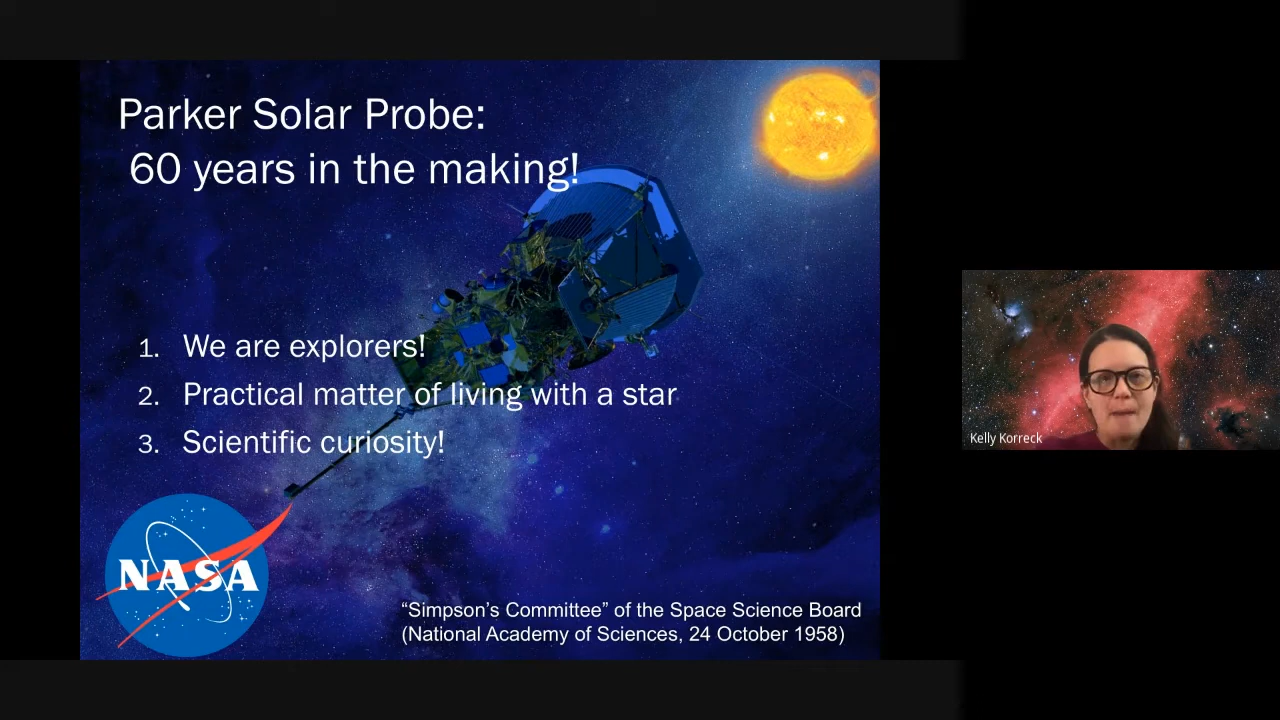 Parker Solar Probe:
60 years in the making!
1. We are explorers!
2. Practical matter of living with a star
3. Scientific curiosity!
NASA
“Simpson’s Committee” of the Space Science Board
(National Academy of Sciences, 24 October 1958)
Kelly Korreck